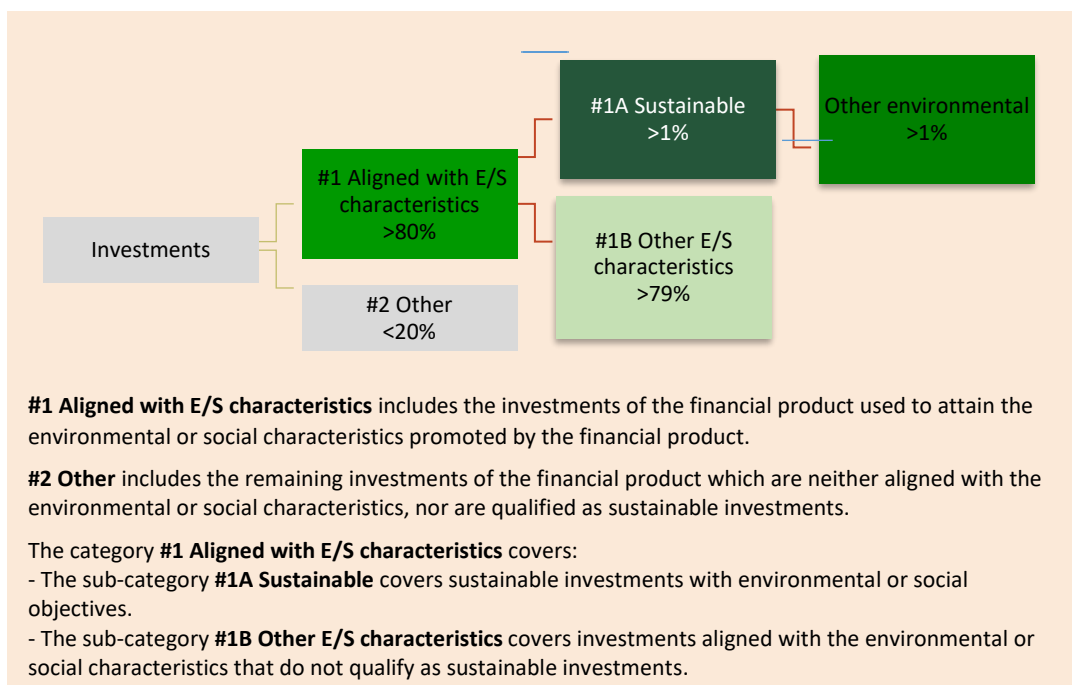 #1A Sustainable
>1%
Other environmental
>1%
#1 Aligned with E/S
characteristics
>80%
Investments
#1B Other E/S
characteristics
>79%
#2 Other
<20%
#1 Aligned with E/S characteristics includes the investments of the financial product used to attain the
environmental or social characteristics promoted by the financial product.
#2 Other includes the remaining investments of the financial product which are neither aligned with the
environmental or social characteristics, nor are qualified as sustainable investments.
The category #1 Aligned with E/S characteristics covers:
- The sub-category #1A Sustainable covers sustainable investments with environmental or social
objectives.
- The sub-category #1B Other E/S characteristics covers investments aligned with the environmental or
social characteristics that do not qualify as sustainable investments.